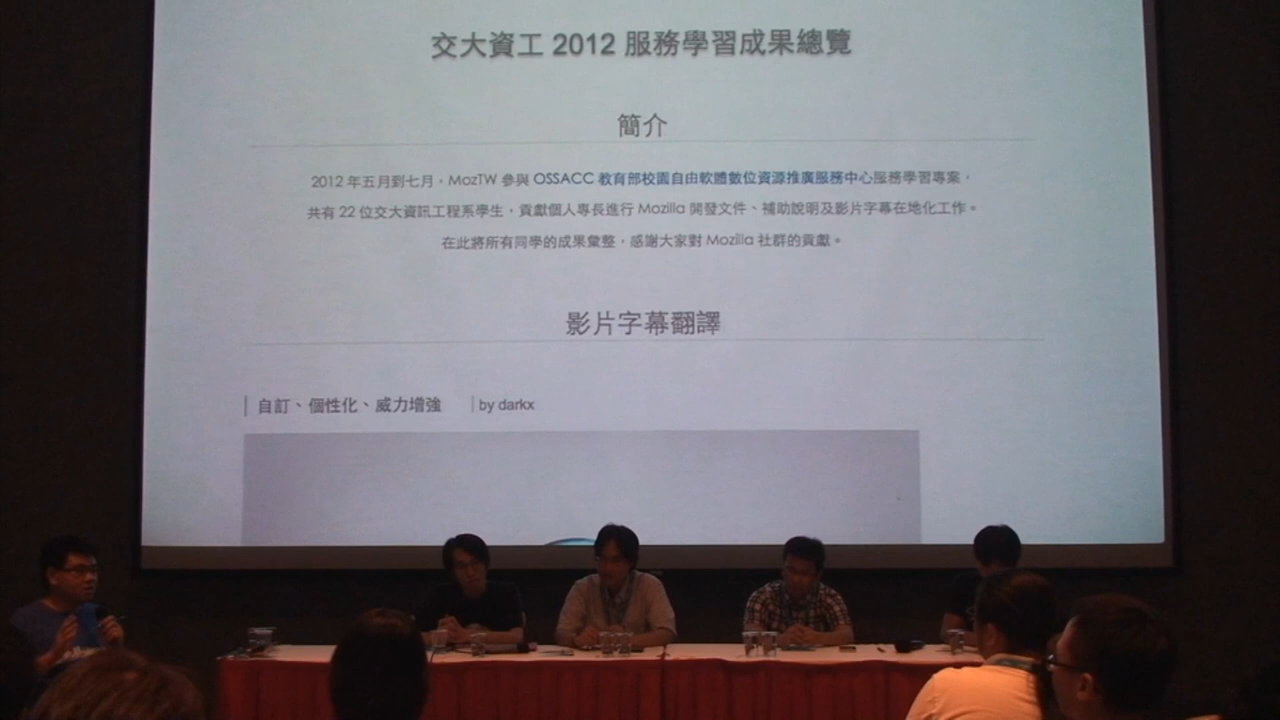 交大資工 2012 服務學習成果總覽
簡介
2012 年五月到七月，MozTW 參與 OSSACC 教育部校園自由軟體數位資源推廣服務中心服務學習專案，
共有 22 位交大資訊工程系學生，貢獻個人專長進行 Mozilla 開發文件、補助說明及影片字幕在地化工作。
在此將所有同學的成果彙整，感謝大家對 Mozilla 社群的貢獻。
影片字幕翻譯
自訂、個性化、威力增強 by darkx